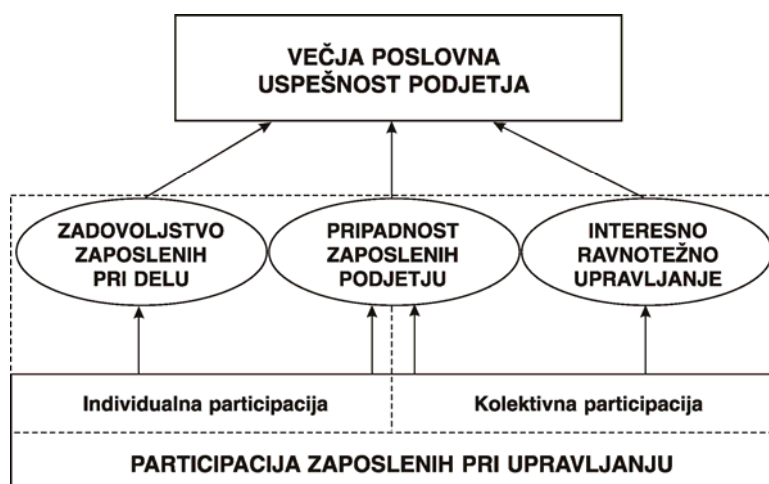 VEČJA POSLOVNA
USPEŠNOST PODJETJA
ZADOVOLJSTVO
ZAPOSLENIH
PRI DELU
PRIPADNOST
ZAPOSLENIH
PODJETJU
INTERESNO
RAVNOTEŽNO
UPRAVLJANJE
Individualna participacija
Kolektivna participacija
PARTICIPACIJA ZAPOSLENIH PRI UPRAVLJANJU